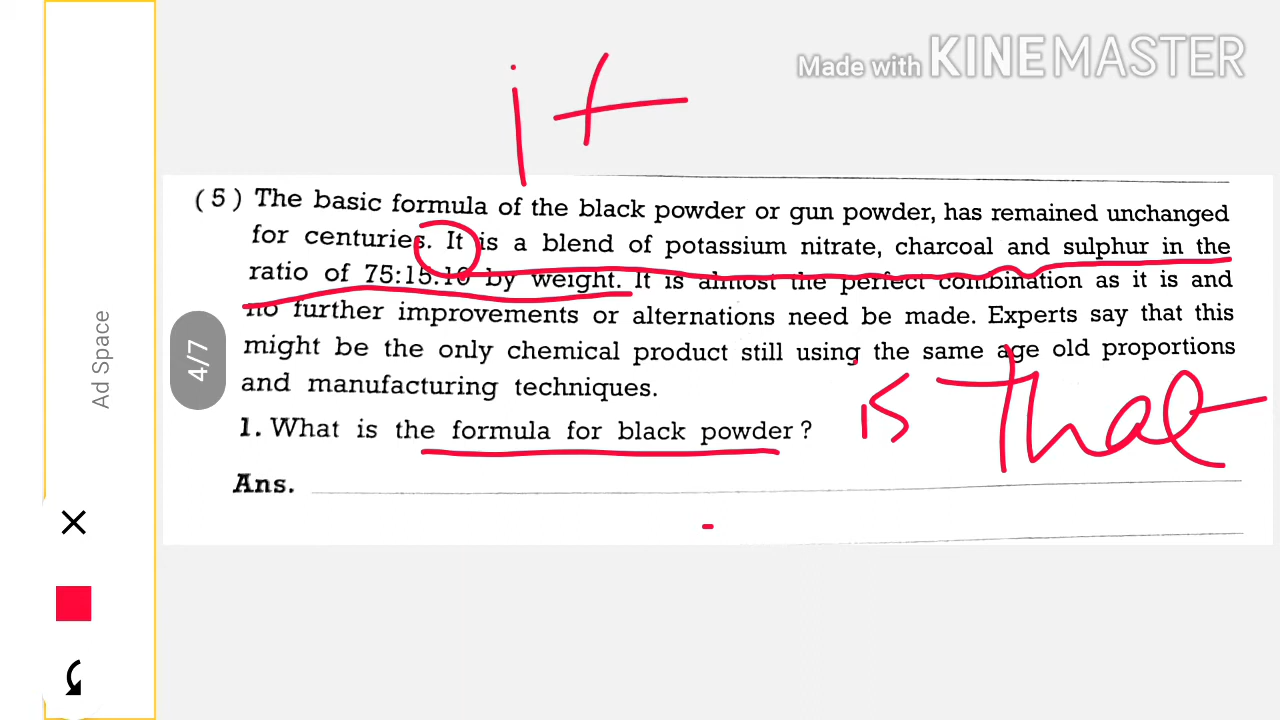 Made with KINEMASTER
it
(5) The basic formula of the black powder or gun powder, has remained unchanged
for centuries. It is a blend of potassium nitrate, charcoal and sulphur in the
ratio of 75:15.10 by weight. It is almost the perfect combination as it is and
no further improvements or alternations need be made. Experts say that this
might be the only chemical product still using the same age old proportions
and manufacturing techniques.
1. What is the formula for black powder?
is that
Ans.
Ad Space
4/7